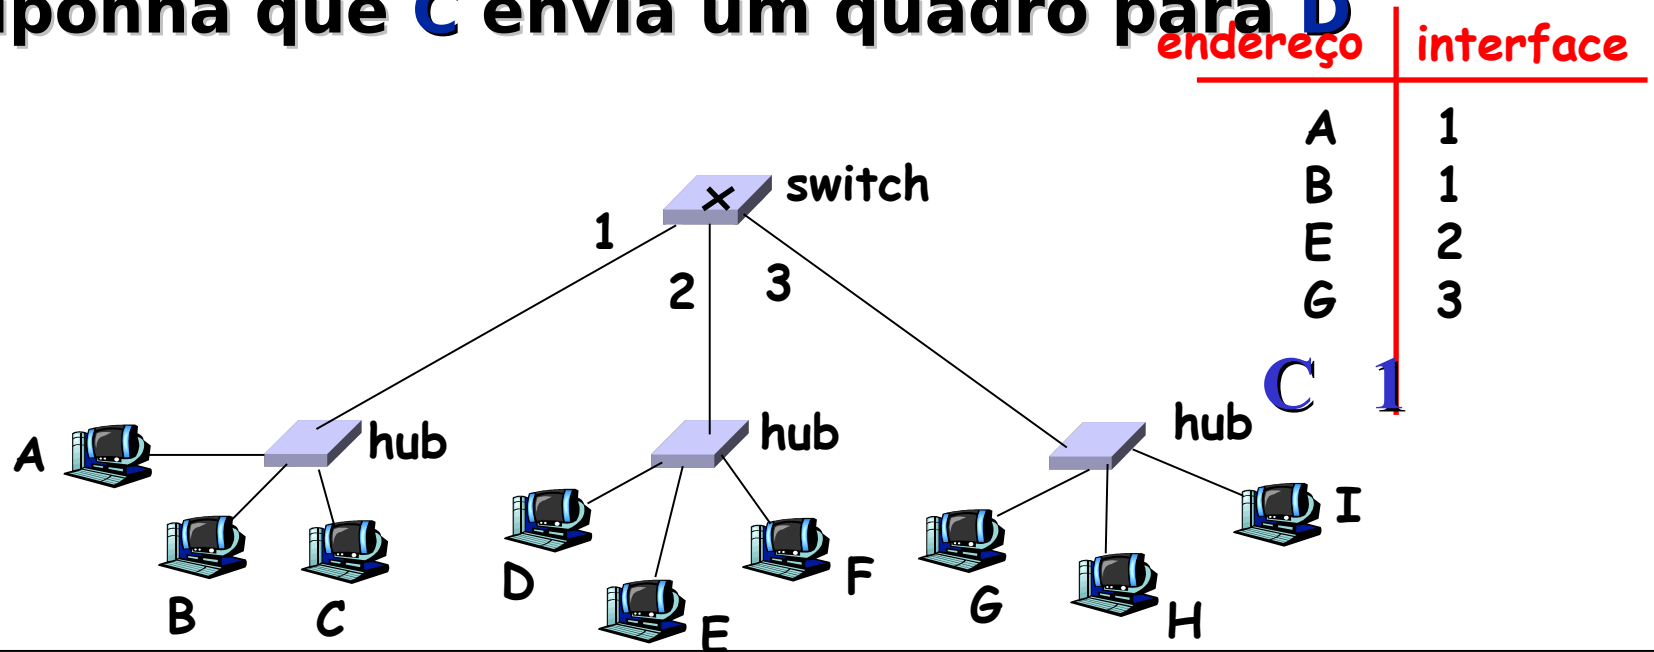 uponha que C envia um quadro para D
endereço interface
A 1
B 1
E 2
G 3
C 1
switch
1
2
3
hub
hub
hub
A
B
C
D
E
F
G
H
I